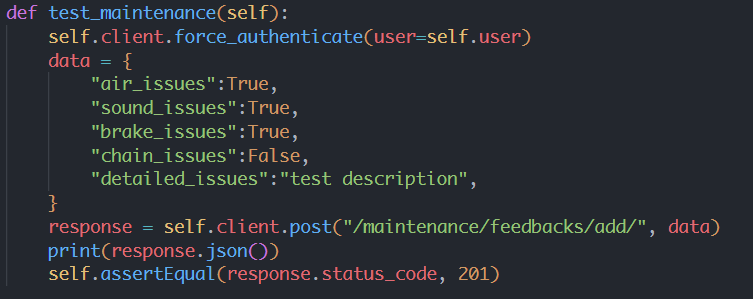 def test_maintenance(self):
    self.client.force_authenticate(user=self.user)
    data = {
        "air_issues":True,
        "sound_issues":True,
        "brake_issues":True,
        "chain_issues":False,
        "detailed_issues":"test description",
    }
    response = self.client.post("/maintenance/feedbacks/add/", data)
    print(response.json())
    self.assertEqual(response.status_code, 201)